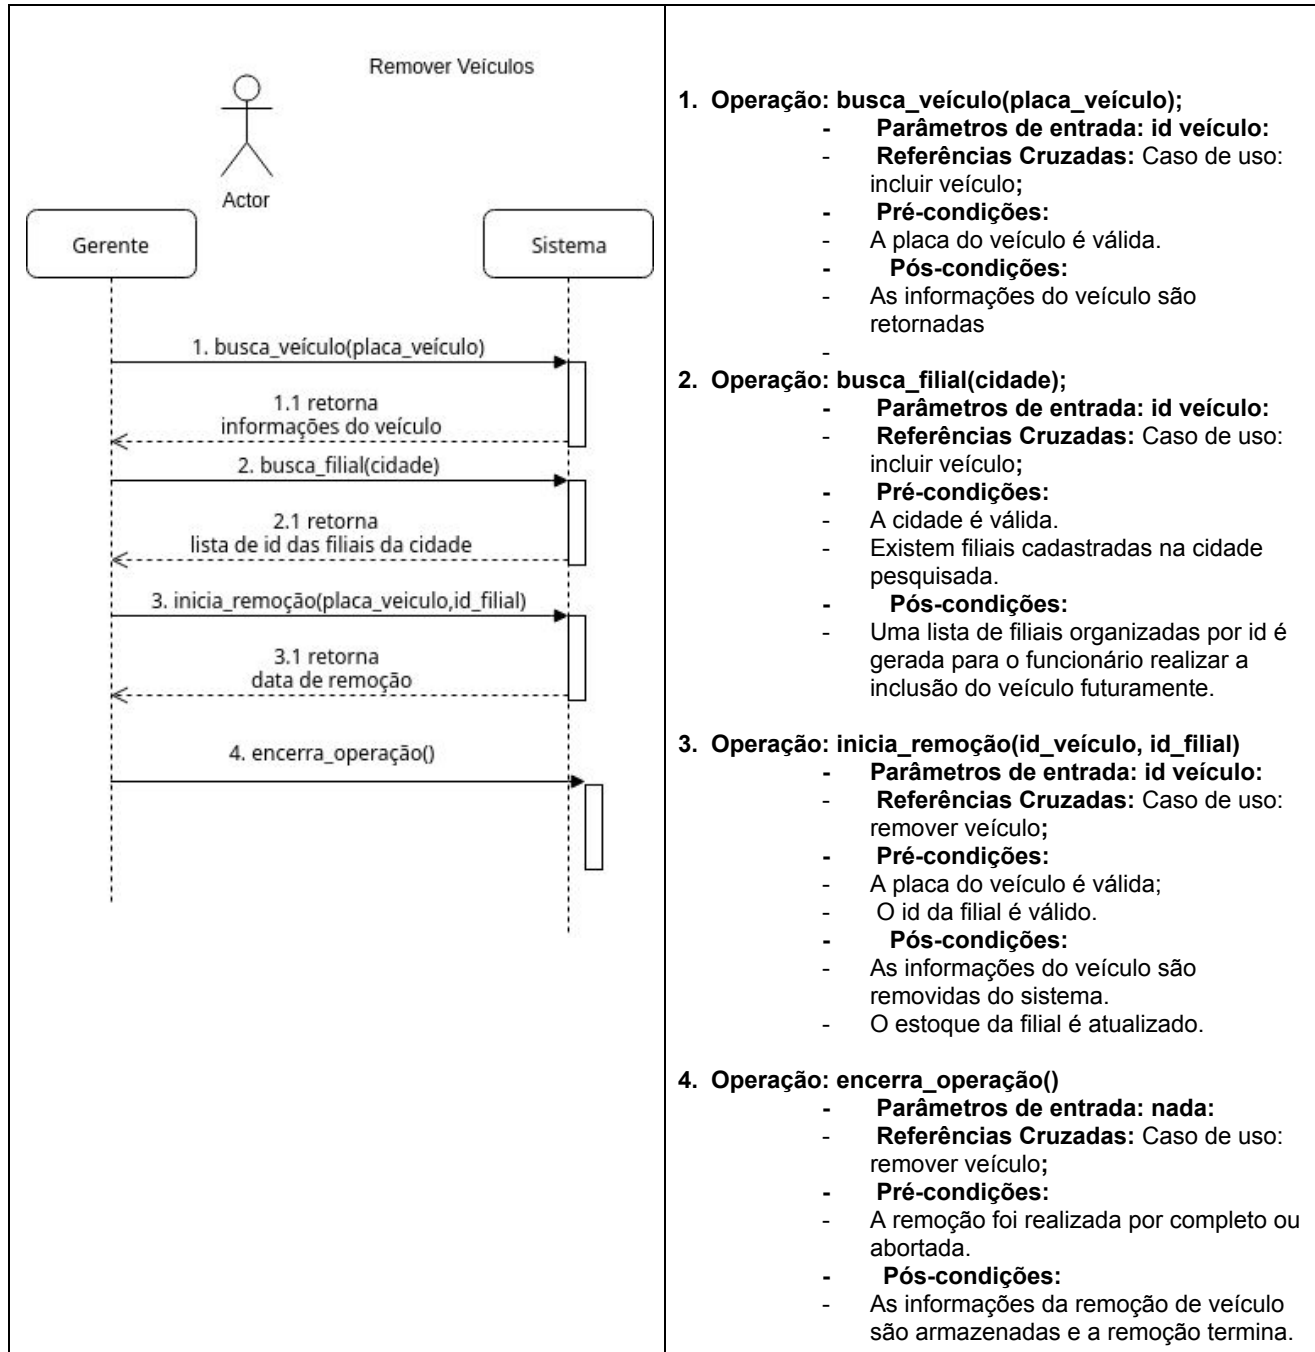 Remover Veículos
Actor
Gerente
Sistema
1. busca_veículo(placa_veículo)
1.1 retorna
informações do veículo
2. busca_filial(cidade)
2.1 retorna
lista de id das filiais da cidade
3. inicia_remoção(placa_veiculo,id_filial)
3.1 retorna
data de remoção
4. encerra_operação()
1. Operação: busca_veículo(placa_veículo);
- Parâmetros de entrada: id veículo:
- Referências Cruzadas: Caso de uso:
incluir veículo;
- Pré-condições:
- A placa do veículo é válida.
- Pós-condições:
- As informações do veículo são
retornadas
-
2. Operação: busca_filial(cidade);
- Parâmetros de entrada: id veículo:
- Referências Cruzadas: Caso de uso:
incluir veículo;
- Pré-condições:
- A cidade é válida.
- Existem filiais cadastradas na cidade
pesquisada.
- Pós-condições:
- Uma lista de filiais organizadas por id é
gerada para o funcionário realizar a
inclusão do veículo futuramente.
3. Operação: inicia_remoção(id_veículo, id_filial)
- Parâmetros de entrada: id veículo:
- Referências Cruzadas: Caso de uso:
remover veículo;
- Pré-condições:
- A placa do veículo é válida;
- O id da filial é válido.
- Pós-condições:
- As informações do veículo são
removidas do sistema.
- O estoque da filial é atualizado.
4. Operação: encerra_operação()
- Parâmetros de entrada: nada:
- Referências Cruzadas: Caso de uso:
remover veículo;
- Pré-condições:
- A remoção foi realizada por completo ou
abortada.
- Pós-condições:
- As informações da remoção de veículo
são armazenadas e a remoção termina.